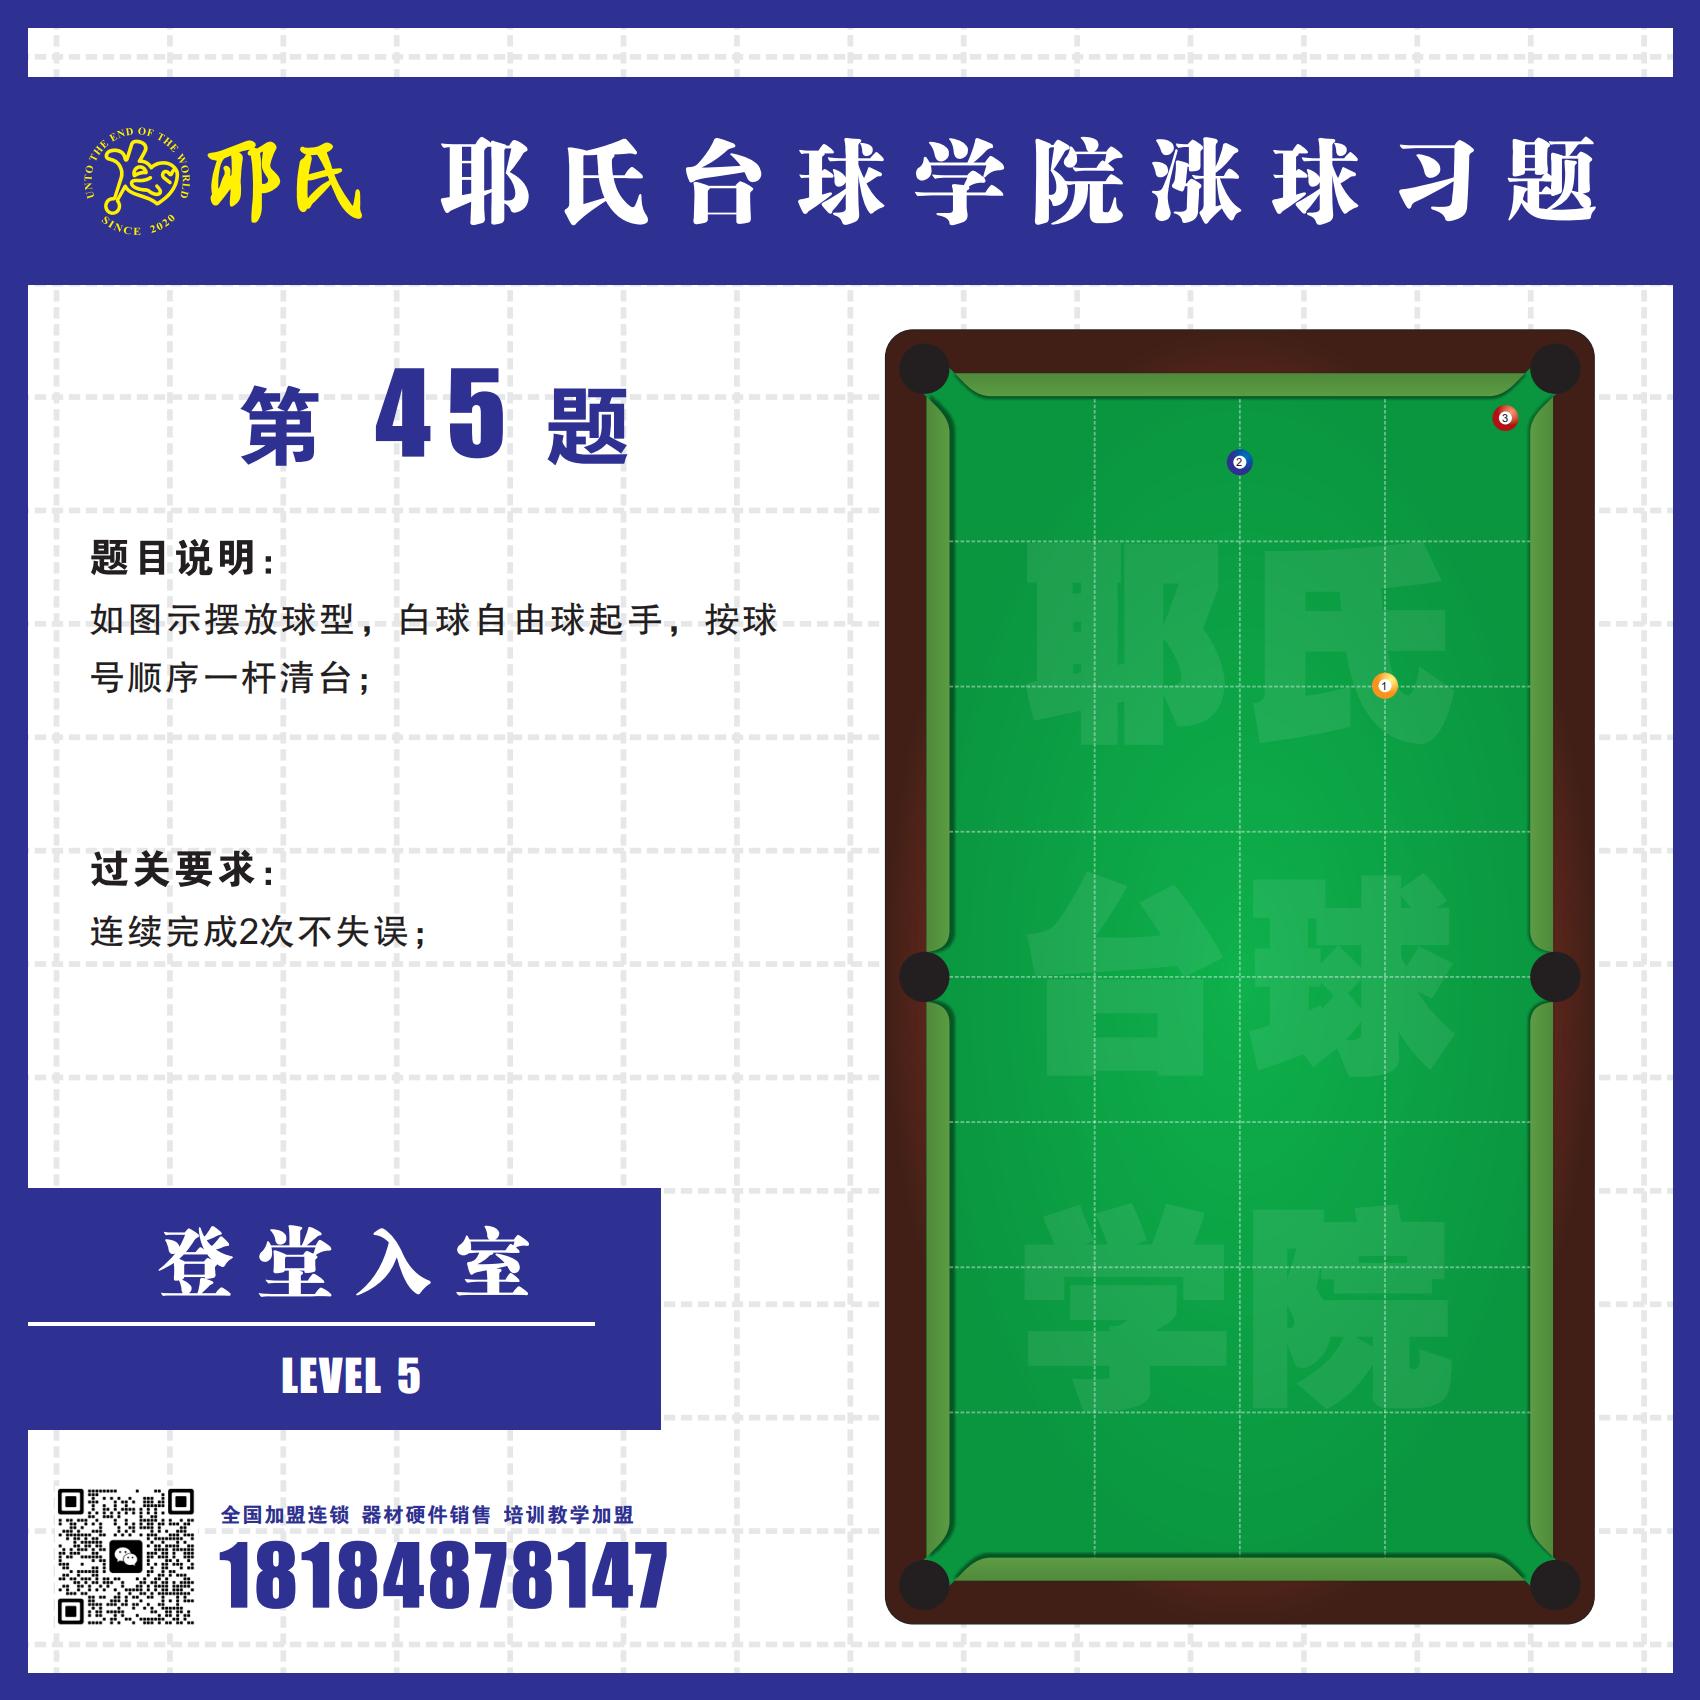 UNTO THE END OF THE WORLD
SINCE 2020
耶氏
耶氏台球学院涨球习题
第 45 题
题目说明：
如图示摆放球型，白球自由球起手，按球
号顺序一杆清台；
过关要求：
连续完成2次不失误；
登堂入室
LEVEL 5
全国加盟连锁 器材硬件销售 培训教学加盟
18184878147
3
2
1
耶氏
台球
学院